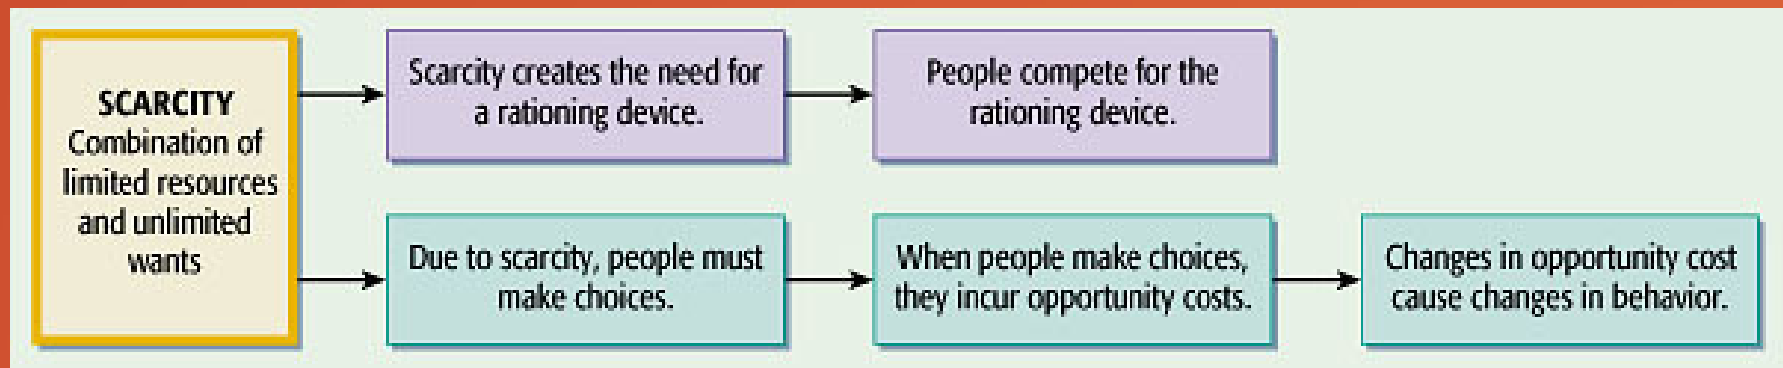 SCARCITY
Combination of
limited resources
and unlimited
wants
Scarcity creates the need for
a rationing device.
People compete for the
rationing device.
Due to scarcity, people must
make choices.
When people make choices,
they incur opportunity costs.
Changes in opportunity cost
cause changes in behavior.